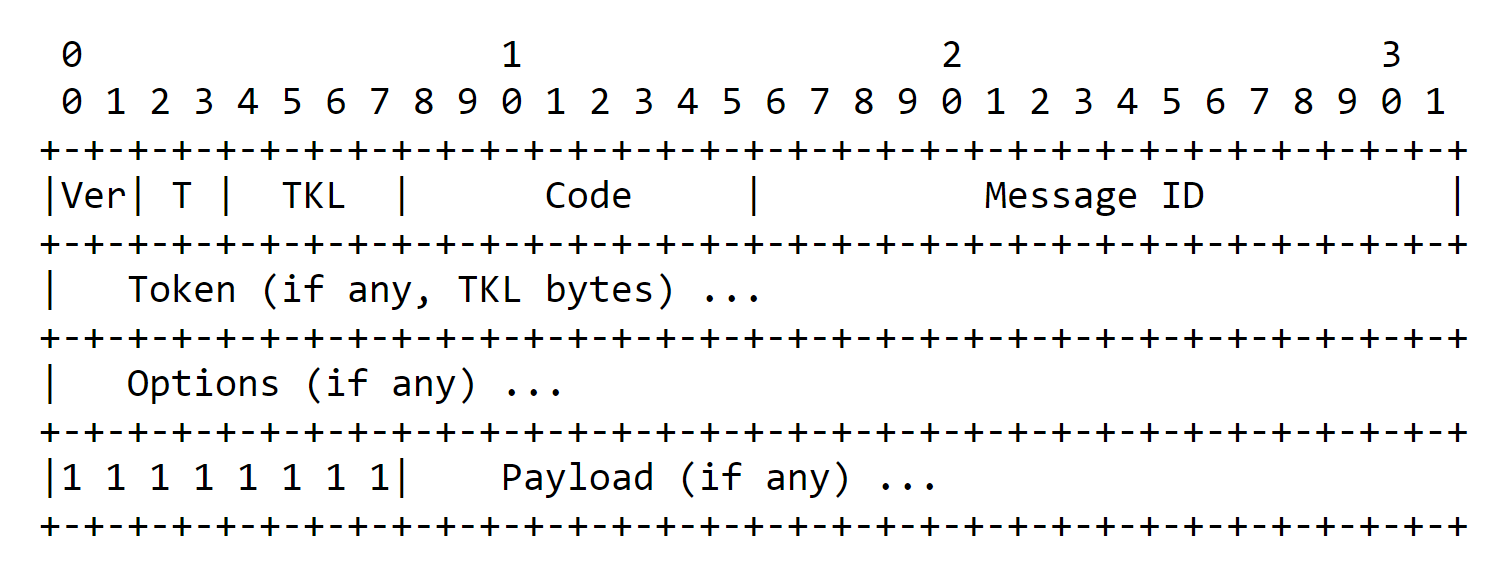 0                   1                   2                   3
 0 1 2 3 4 5 6 7 8 9 0 1 2 3 4 5 6 7 8 9 0 1 2 3 4 5 6 7 8 9 0 1
+-+-+-+-+-+-+-+-+-+-+-+-+-+-+-+-+-+-+-+-+-+-+-+-+-+-+-+-+-+-+-+-+
|Ver| T |  TKL  |      Code     |          Message ID           |
+-+-+-+-+-+-+-+-+-+-+-+-+-+-+-+-+-+-+-+-+-+-+-+-+-+-+-+-+-+-+-+-+
|   Token (if any, TKL bytes) ...
+-+-+-+-+-+-+-+-+-+-+-+-+-+-+-+-+-+-+-+-+-+-+-+-+-+-+-+-+-+-+-+-+
|   Options (if any) ...
+-+-+-+-+-+-+-+-+-+-+-+-+-+-+-+-+-+-+-+-+-+-+-+-+-+-+-+-+-+-+-+-+
|1 1 1 1 1 1 1 1|    Payload (if any) ...
+-+-+-+-+-+-+-+-+-+-+-+-+-+-+-+-+-+-+-+-+-+-+-+-+-+-+-+-+-+-+-+-+